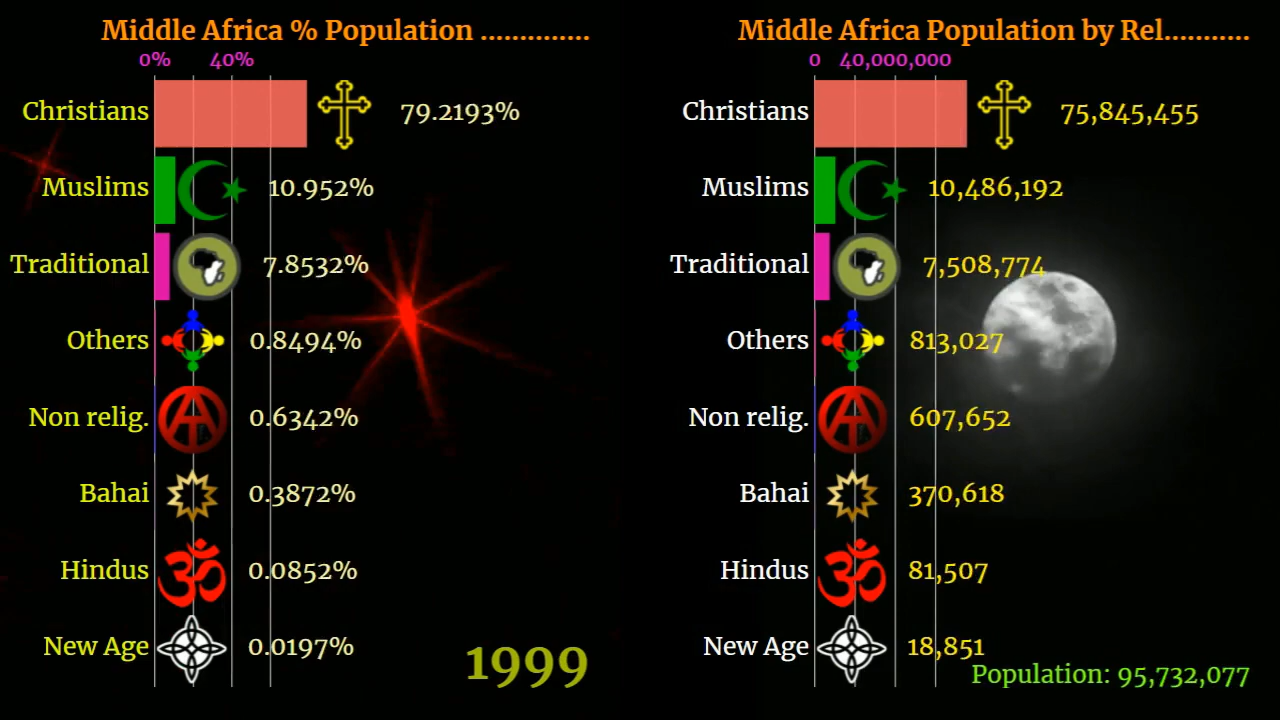 Middle Africa % Population ..............
0% 40%
Christians 79.2193%
Muslims 10.952%
Traditional 7.8532%
Others 0.8494%
Non relig. 0.6342%
Bahai 0.3872%
Hindus 0.0852%
New Age 0.0197%
1999
Middle Africa Population by Rel...........
0 40,000,000
Christians 75,845,455
Muslims 10,486,192
Traditional 7,508,774
Others 813,027
Non relig. 607,652
Bahai 370,618
Hindus 81,507
New Age 18,851
Population: 95,732,077